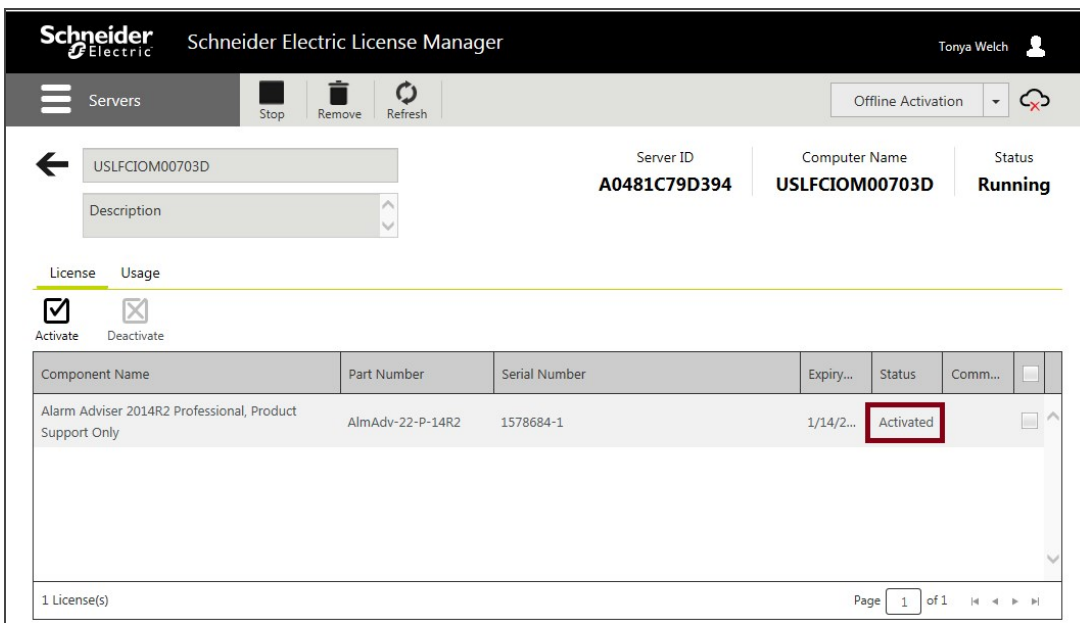 Schneider Electric
Schneider Electric License Manager
Tonya Welch
Servers
Stop
Remove
Refresh
Offline Activation
USLFCIOM00703D
Description
Server ID
A0481C79D394
Computer Name
USLFCIOM00703D
Status
Running
License
Usage
Activate
Deactivate
Component Name
Part Number
Serial Number
Expiry...
Status
Comm...
Alarm Adviser 2014R2 Professional, Product
Support Only
AlmAdv-22-P-14R2
1578684-1
1/14/2...
Activated
1 License(s)
Page 1 of 1